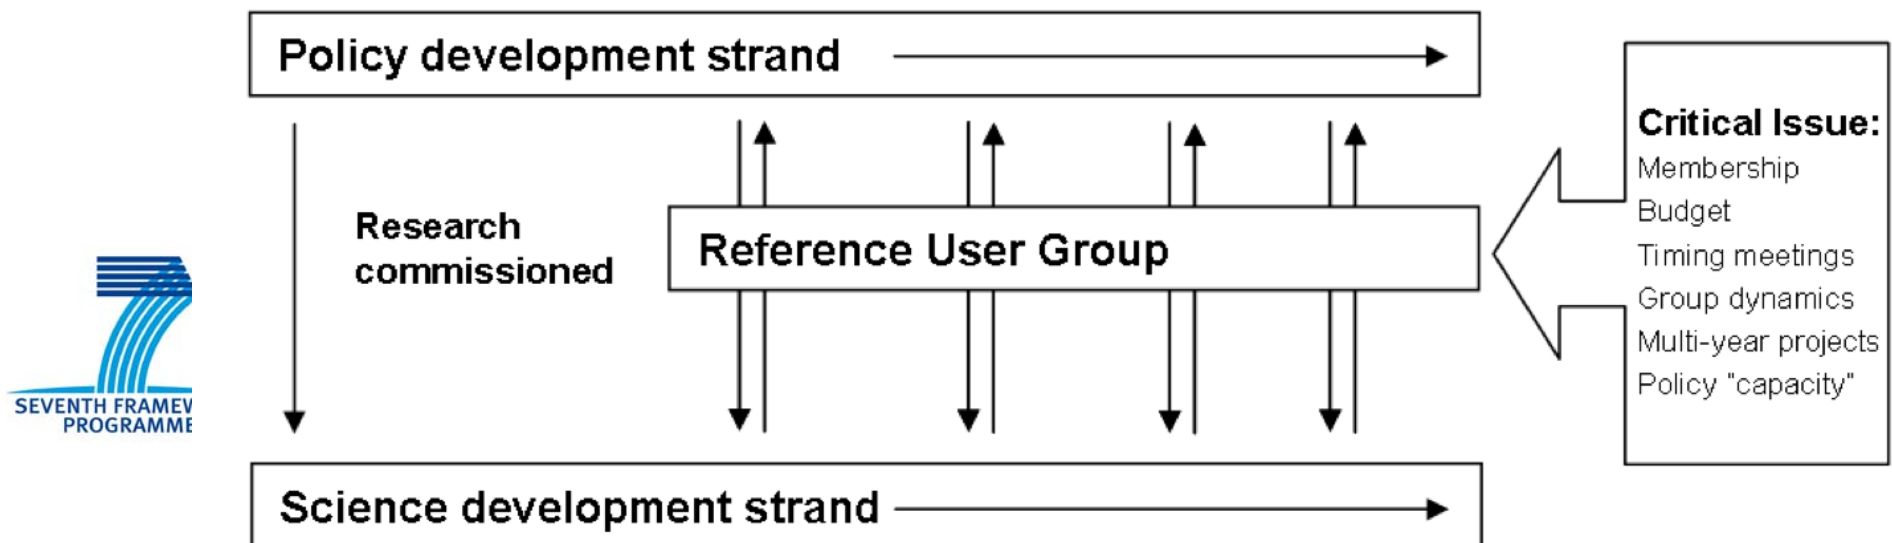 Policy development strand
Critical Issue:
Membership
Budget
Timing meetings
Group dynamics
Multi-year projects
Policy "capacity"
Research
commissioned
Reference User Group
SEVENTH FRAMEW
PROGRAMME
Science development strand